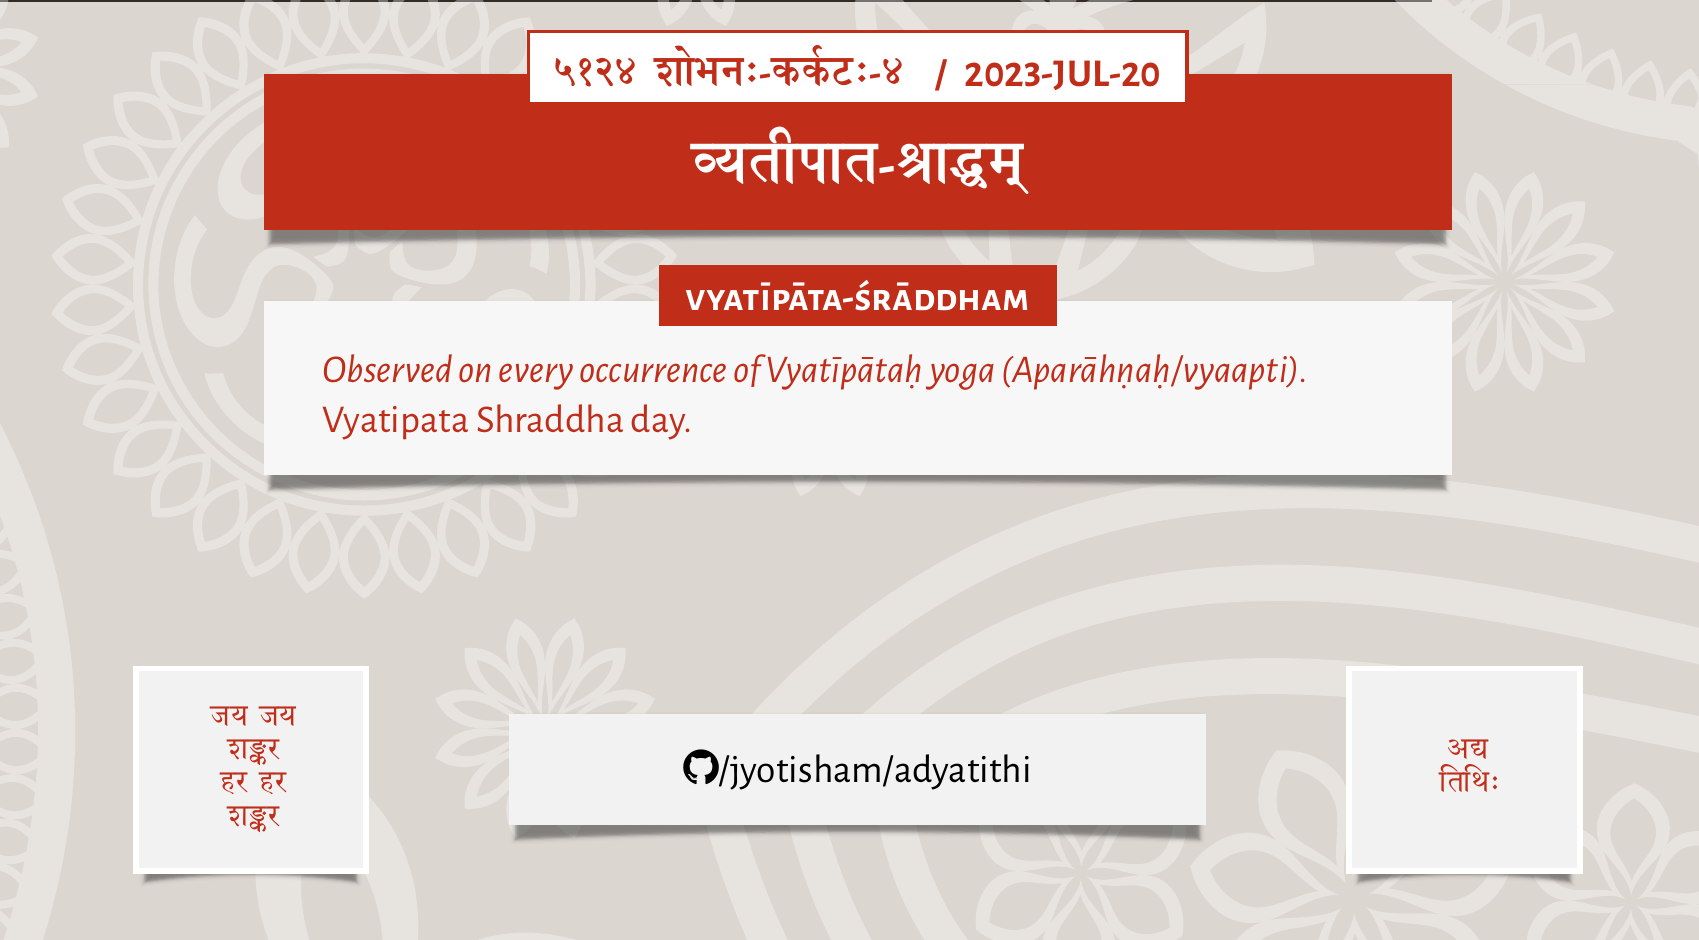 ५१२४ शोभनः-कर्कटः-४ / 2023-JUL-20
व्यतीपात-श्राद्धम्
VYATĪPĀTA-ŚRĀDDHAM
Observed on every occurrence of Vyatīpātaḥ yoga (Aparāhṇaḥ/vyaapti).
Vyatipata Shraddha day.
जय जय
शङ्कर
हर हर
शङ्कर
/jyotisham/adyatithi
अद्य
तिथिः